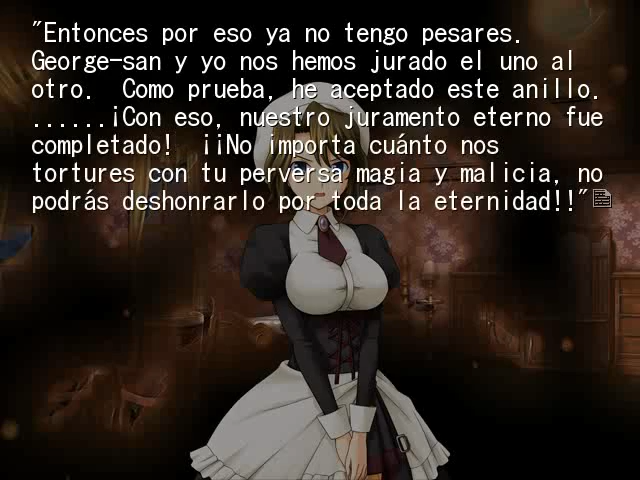 "Entonces por eso ya no tengo pesares.
George-san y yo nos hemos jurado el uno al
otro.  Como prueba, he aceptado este anillo.
......¡Con eso, nuestro juramento eterno fue
completado!  ¡¡No importa cuánto nos
tortures con tu perversa magia y malicia, no
podrás deshonrarlo por toda la eternidad!!"